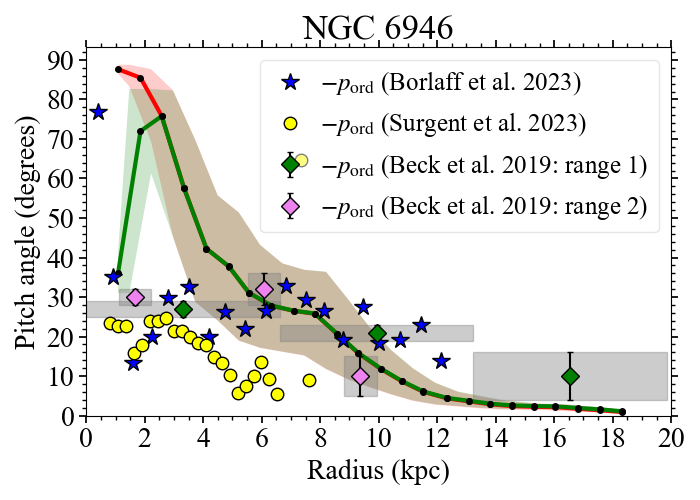 NGC 6946
Pitch angle (degrees)
90
80
70
60
50
40
30
20
10
0
−p_ord (Borlaff et al. 2023)
−p_ord (Surgent et al. 2023)
−p_ord (Beck et al. 2019: range 1)
−p_ord (Beck et al. 2019: range 2)
0 2 4 6 8 10 12 14 16 18 20
Radius (kpc)